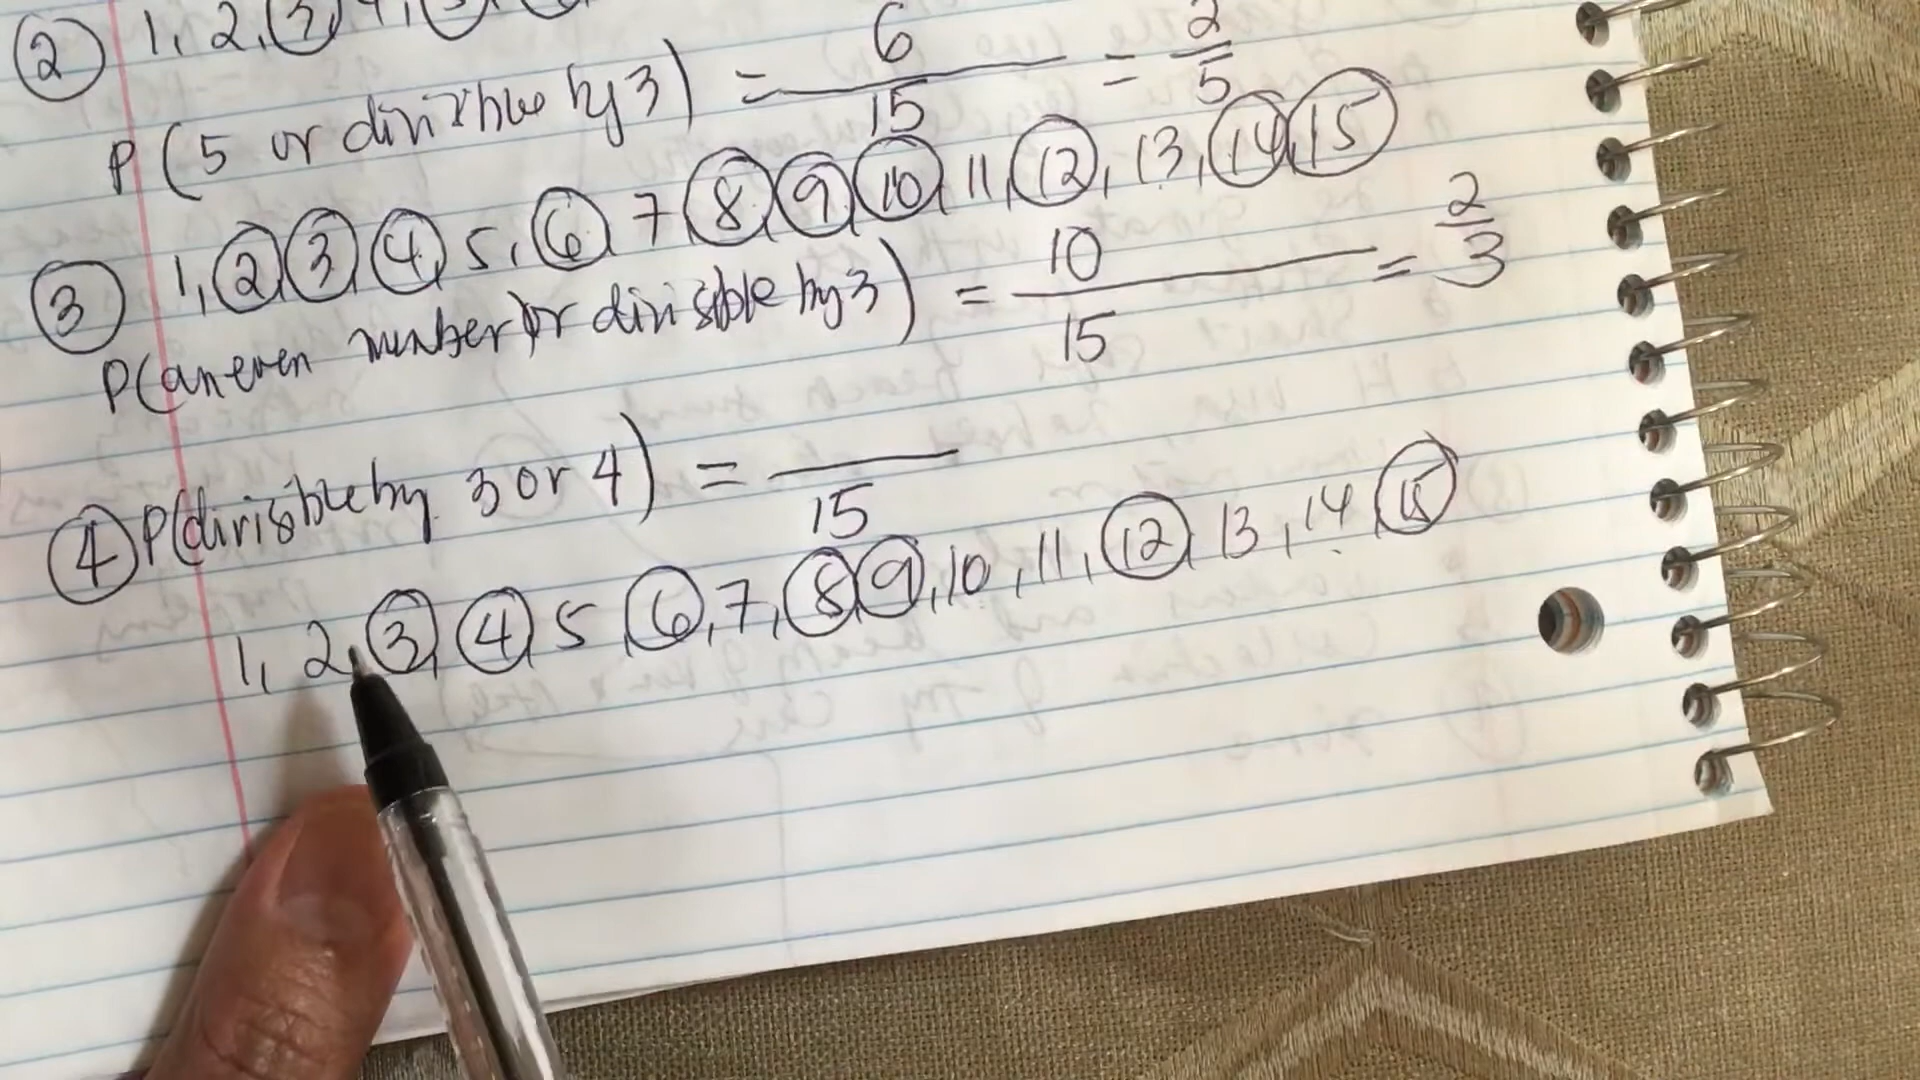 ② 1, 2, ③ 4,
P(5 or divisible by 3) = 6/15 = 2/5
③ 1, ②, ③, ④, 5, ⑥, 7 ⑧, ⑨, ⑩, 11, ⑫, 13, ⑭, ⑮
P(an even number) or divisible by 3) = 10/15 = 2/3
④ P(divisible by 3 or 4) = /15
1, 2, ③, ④, 5, ⑥, 7, ⑧, ⑨, 10, 11, ⑫, 13, 14, ⑮